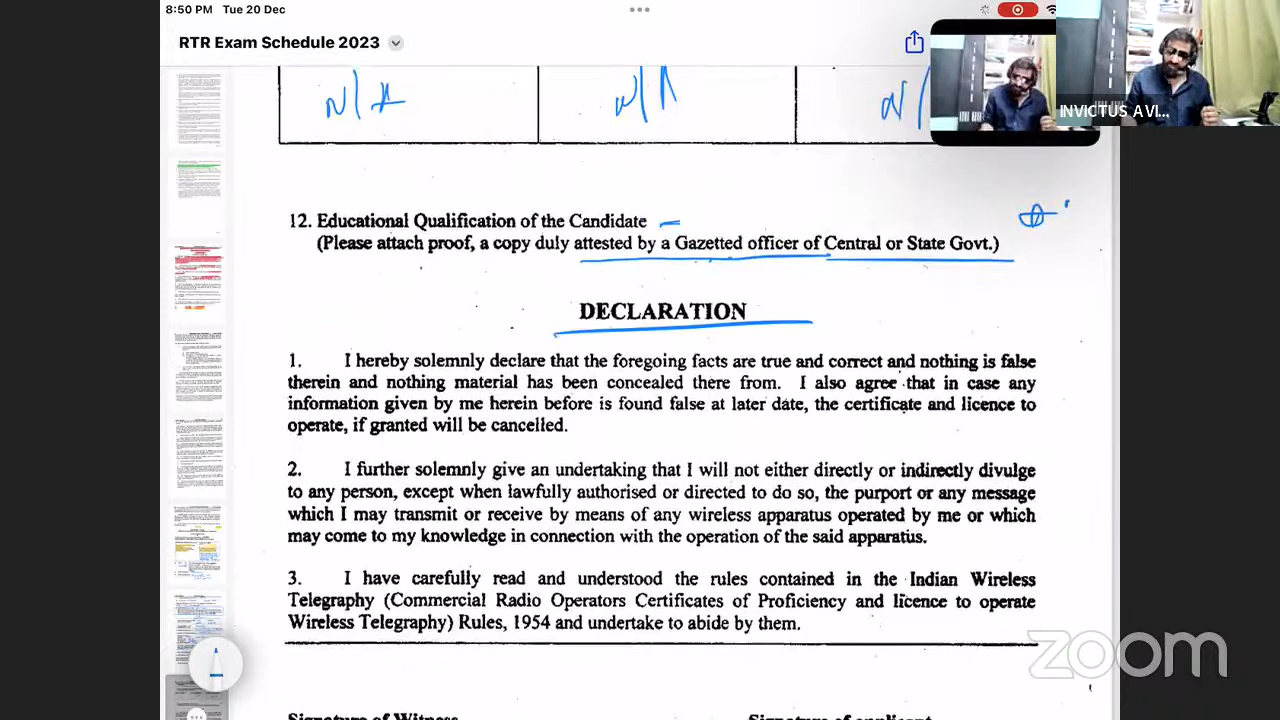 8:50 PM Tue 20 Dec
RTR Exam Schedule 2023
INVICTUS AVI...
N/A
N/A
12. Educational Qualification of the Candidate
(Please attach proof, a copy duly attested by a Gazetted officer of Central or State Govt.)
DECLARATION
1. I hereby solemnly declare that the foregoing facts are true and correct and nothing is false
therein and nothing material has been concealed there from. I also agree that in case any
information given by me herein before is found false at later date, the certificate and licence to
operate, if granted will be cancelled.
2. I further solemnly give an undertaking that I will not either directly or indirectly divulge
to any person, except when lawfully authorised or directed to do so, the purport or any message
which I may transmit or receive by means of any wireless apparatus operated by me or which
may come to my knowledge in connection with the operation of the said apparatus.
3. I have carefully read and understood the rules contained in the Indian Wireless
Telegraphy (Commercial Radio Operators Certificate of Proficiency and licence to operate
Wireless Telegraphy) Rules, 1954 and undertake to abide by them.
zoom
Signature of Witness
Signature of applicant